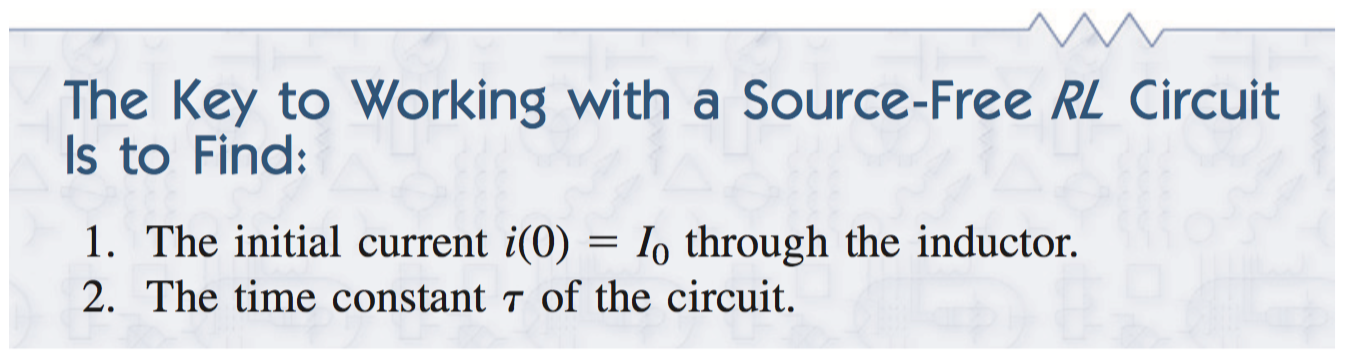 The Key to Working with a Source-Free RL Circuit
Is to Find:
1. The initial current i(0) = I₀ through the inductor.
2. The time constant τ of the circuit.